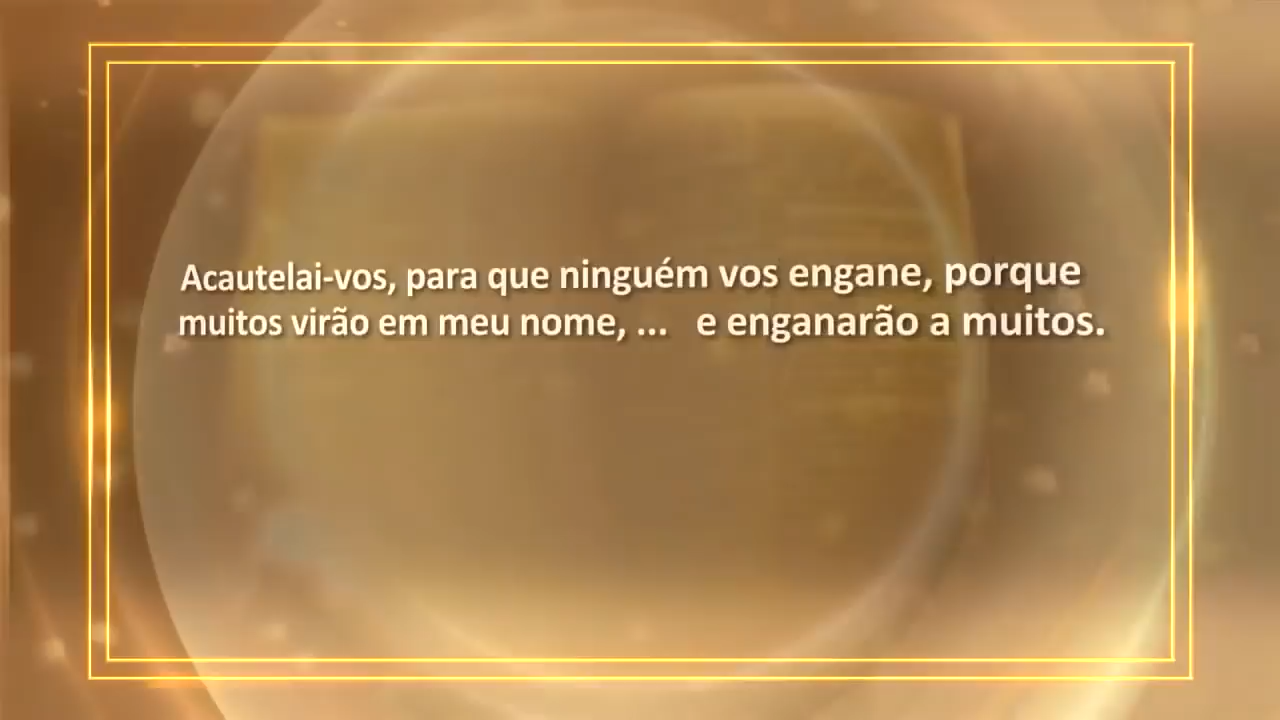 Acautelai-vos, para que ninguém vos engane, porque
muitos virão em meu nome, ... e enganarão a muitos.